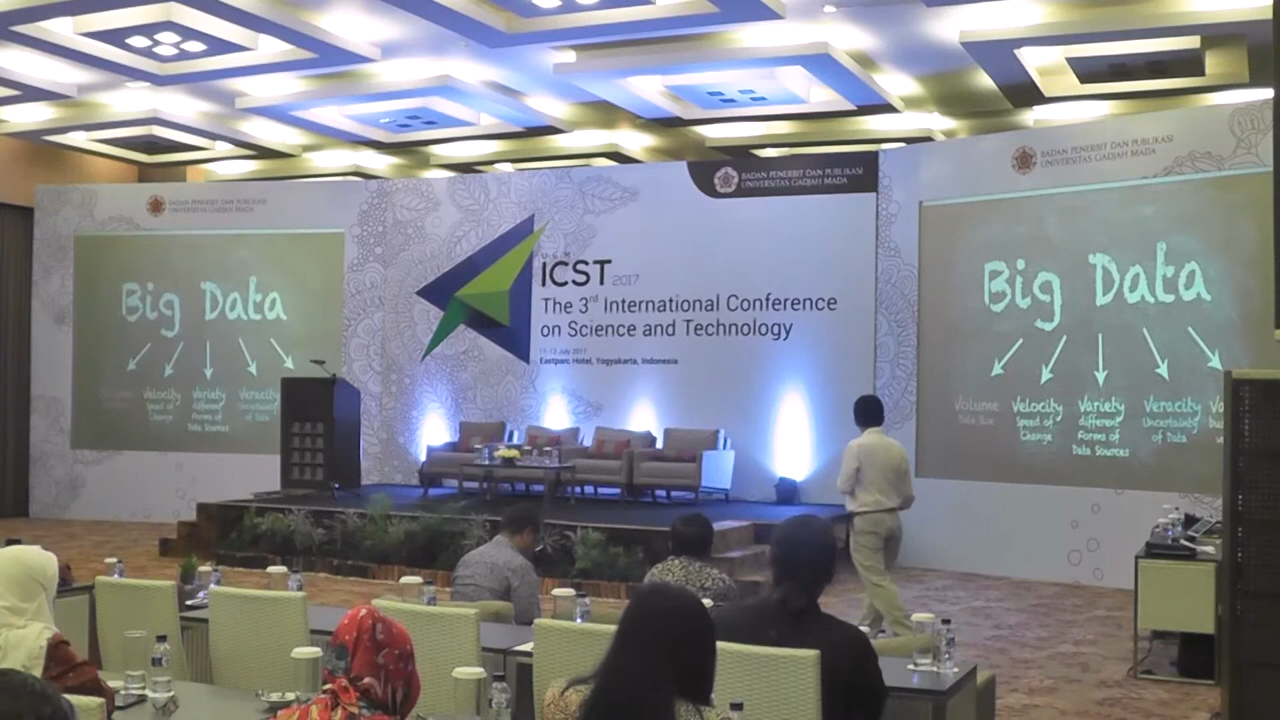 BADAN PENERBIT DAN PUBLIKASI
UNIVERSITAS GADJAH MADA
Big Data
Velocity
Speed of
Change
Variety
different
Forms of
Data Sources
Veracity
Uncertainty
of Data
BADAN PENERBIT DAN PUBLIKASI
UNIVERSITAS GADJAH MADA
UGM
ICST 2017
The 3rd International Conference
on Science and Technology
11-13 July 2017
Eastparc Hotel, Yogyakarta, Indonesia
BADAN PENERBIT DAN PUBLIKASI
UNIVERSITAS GADJAH MADA
Big Data
Volume
Data Size
Velocity
Speed of
Change
Variety
different
Forms of
Data Sources
Veracity
Uncertainty
of Data